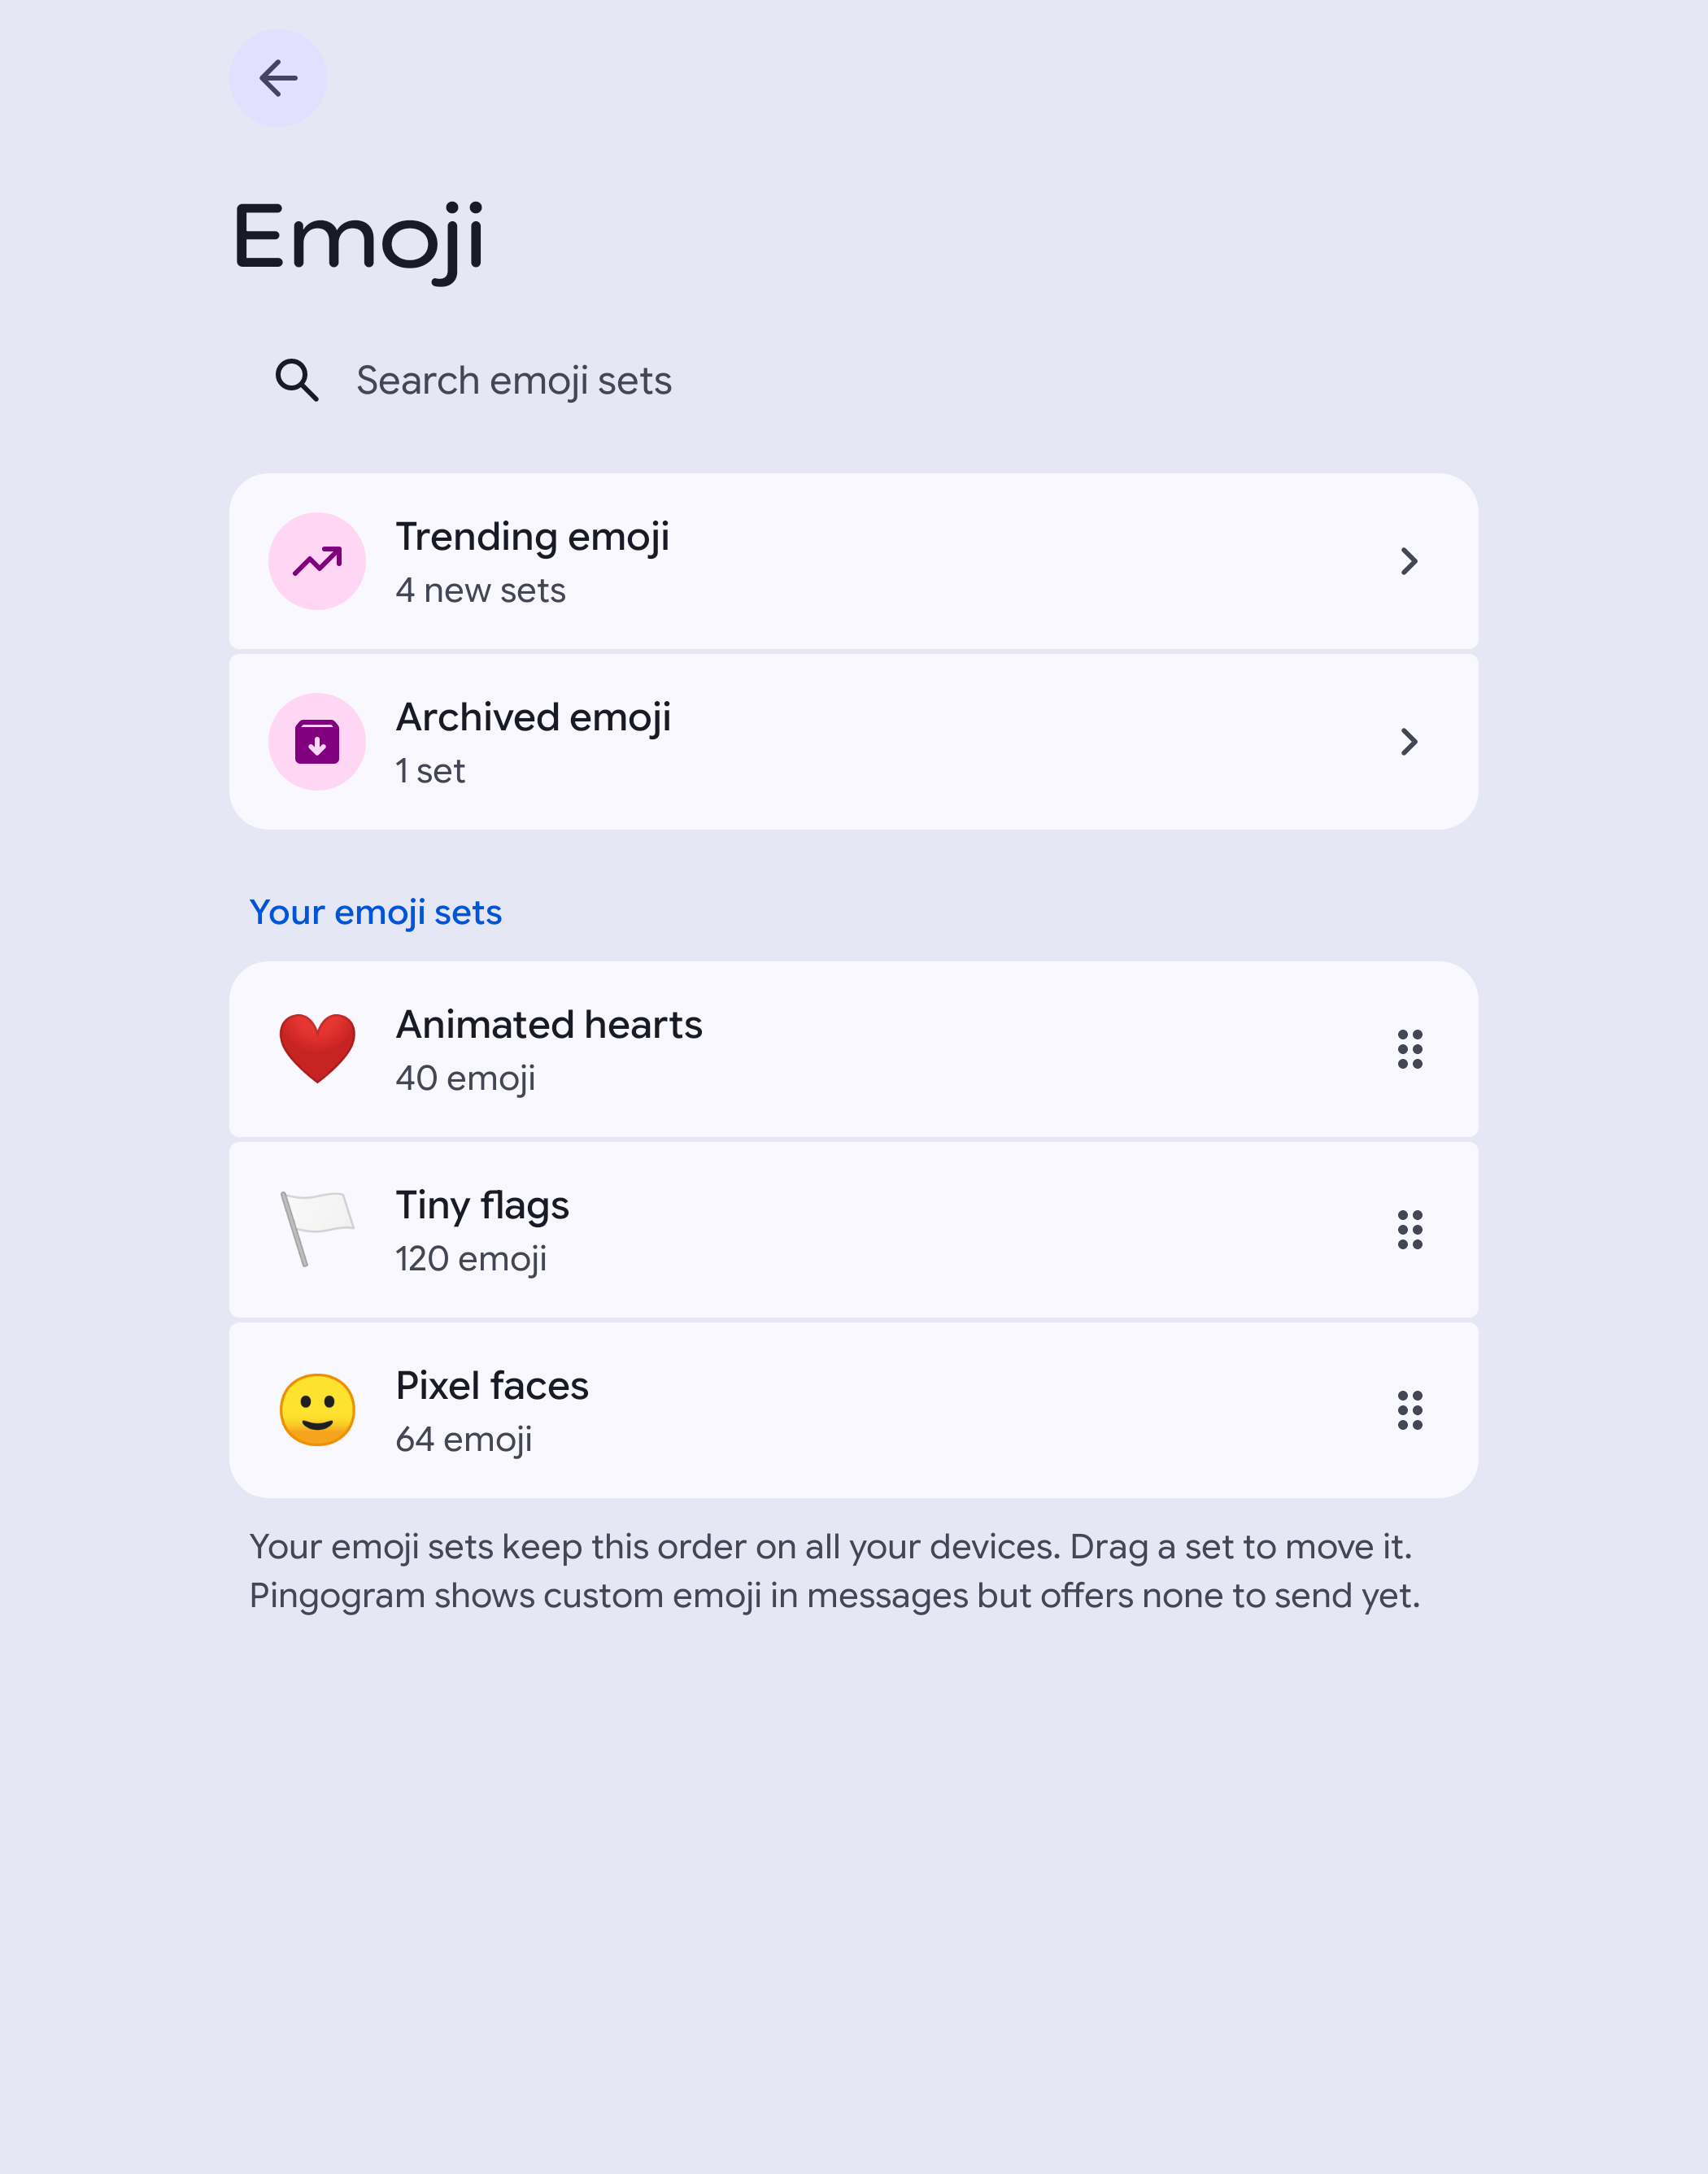 Emoji
Search emoji sets
Trending emoji
4 new sets
Archived emoji
1 set
Your emoji sets
Animated hearts
40 emoji
Tiny flags
120 emoji
Pixel faces
64 emoji
Your emoji sets keep this order on all your devices. Drag a set to move it.
Pingogram shows custom emoji in messages but offers none to send yet.